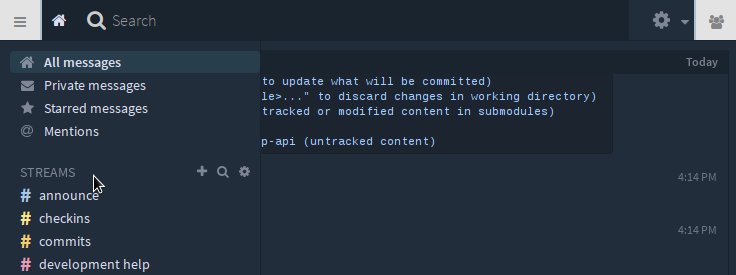 Search
All messages
Private messages
Starred messages
@ Mentions
STREAMS
# announce
# checkins
# commits
# development help
Today
to update what will be committed)
le>..." to discard changes in working directory)
tracked or modified content in submodules)
p-api (untracked content)
4:14 PM
4:14 PM